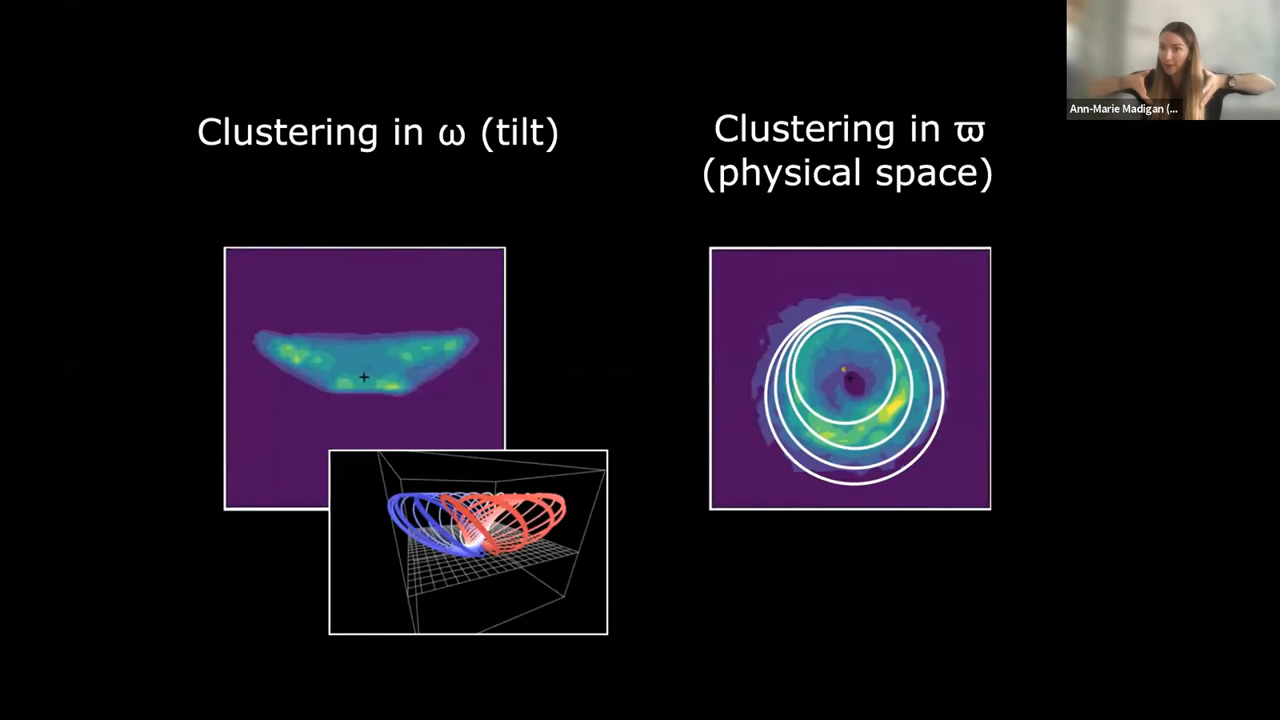 Clustering in ω (tilt)
Clustering in ϖ
(physical space)
Ann-Marie Madigan (...